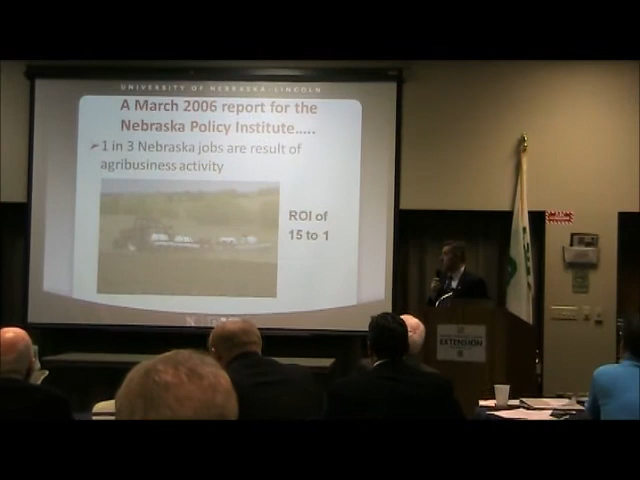 UNIVERSITY OF NEBRASKA–LINCOLN
A March 2006 report for the
Nebraska Policy Institute.....
➢1 in 3 Nebraska jobs are result of
agribusiness activity
ROI of
15 to 1
EXTENSION